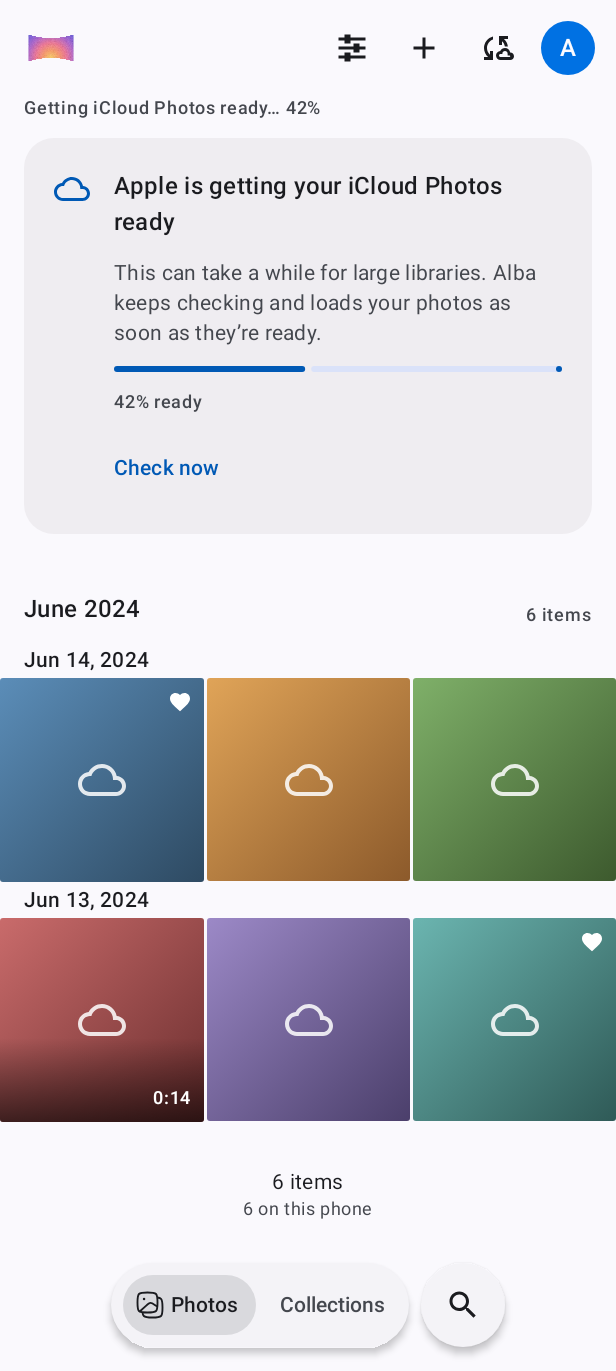 A
Getting iCloud Photos ready… 42%
Apple is getting your iCloud Photos
ready
This can take a while for large libraries. Alba
keeps checking and loads your photos as
soon as they’re ready.
42% ready
Check now
June 2024
6 items
Jun 14, 2024
Jun 13, 2024
0:14
6 items
6 on this phone
Photos
Collections